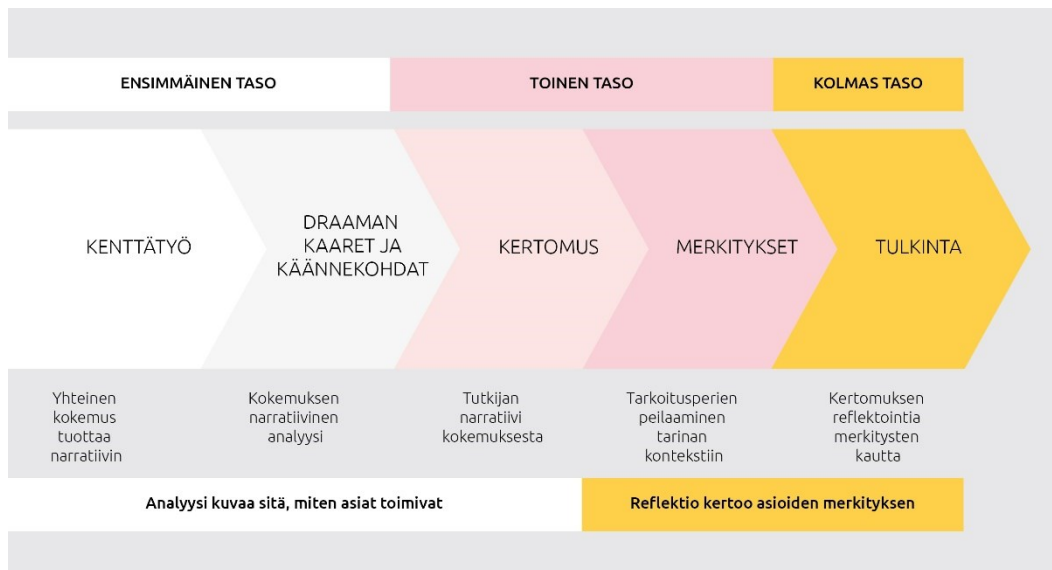 ENSIMMÄINEN TASO
TOINEN TASO
KOLMAS TASO
KENTTÄTYÖ
DRAAMAN
KAARET JA
KÄÄNNEKOHDAT
KERTOMUS
MERKITYKSET
TULKINTA
Yhteinen
kokemus
tuottaa
narratiivin
Kokemuksen
narratiivinen
analyysi
Tutkijan
narratiivi
kokemuksesta
Tarkoitusperien
peilaaminen
tarinan
kontekstiin
Kertomuksen
reflektointia
merkitysten
kautta
Analyysi kuvaa sitä, miten asiat toimivat
Reflektio kertoo asioiden merkityksen